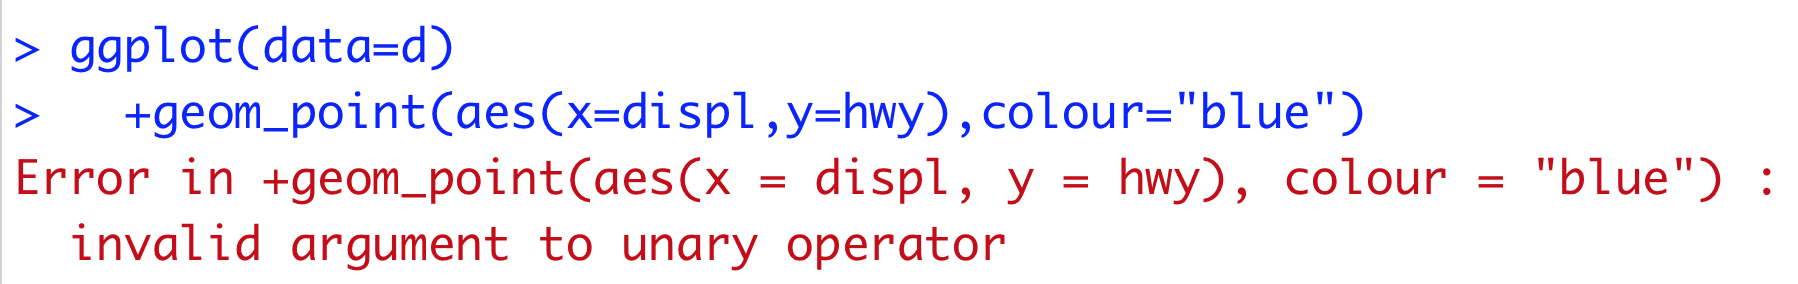 > ggplot(data=d)
>   +geom_point(aes(x=displ,y=hwy),colour="blue")
Error in +geom_point(aes(x = displ, y = hwy), colour = "blue") :
  invalid argument to unary operator